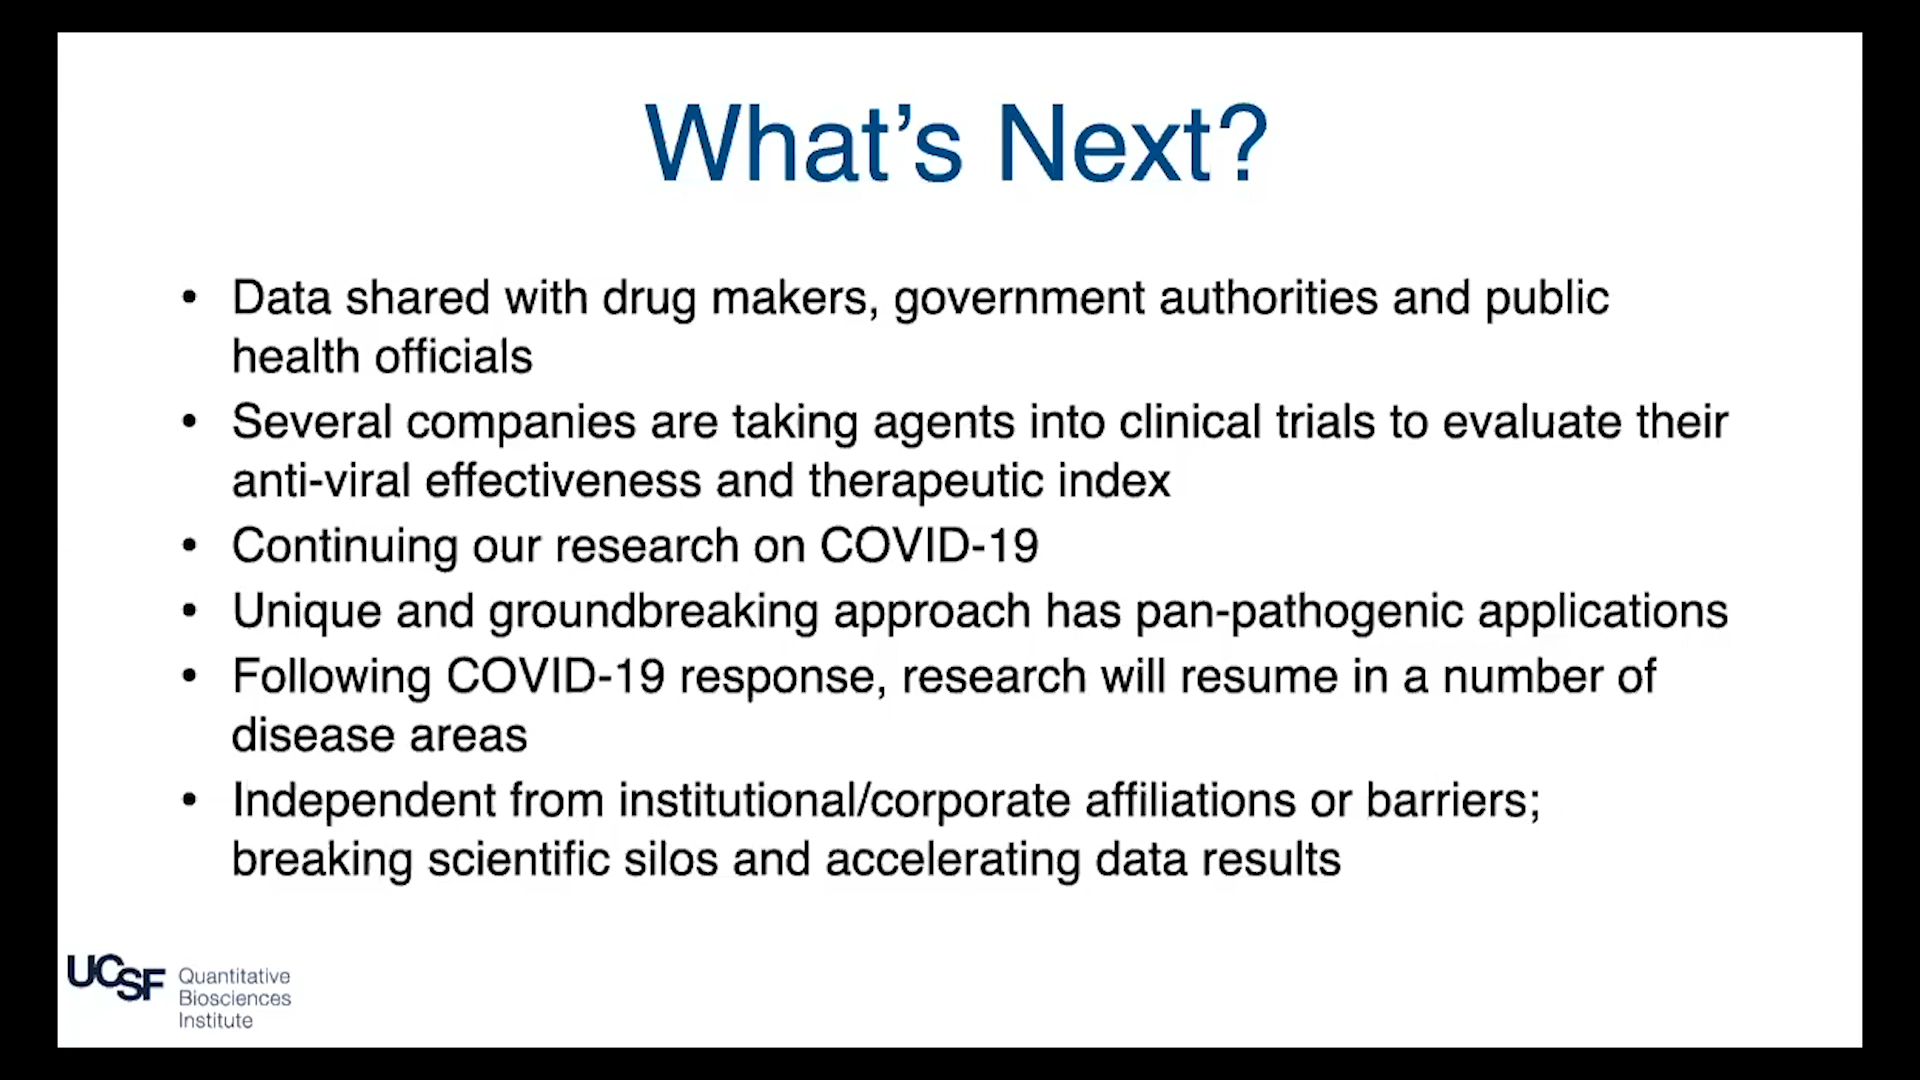 What’s Next?
• Data shared with drug makers, government authorities and public
health officials
• Several companies are taking agents into clinical trials to evaluate their
anti-viral effectiveness and therapeutic index
• Continuing our research on COVID-19
• Unique and groundbreaking approach has pan-pathogenic applications
• Following COVID-19 response, research will resume in a number of
disease areas
• Independent from institutional/corporate affiliations or barriers;
breaking scientific silos and accelerating data results
UCSF
Quantitative
Biosciences
Institute